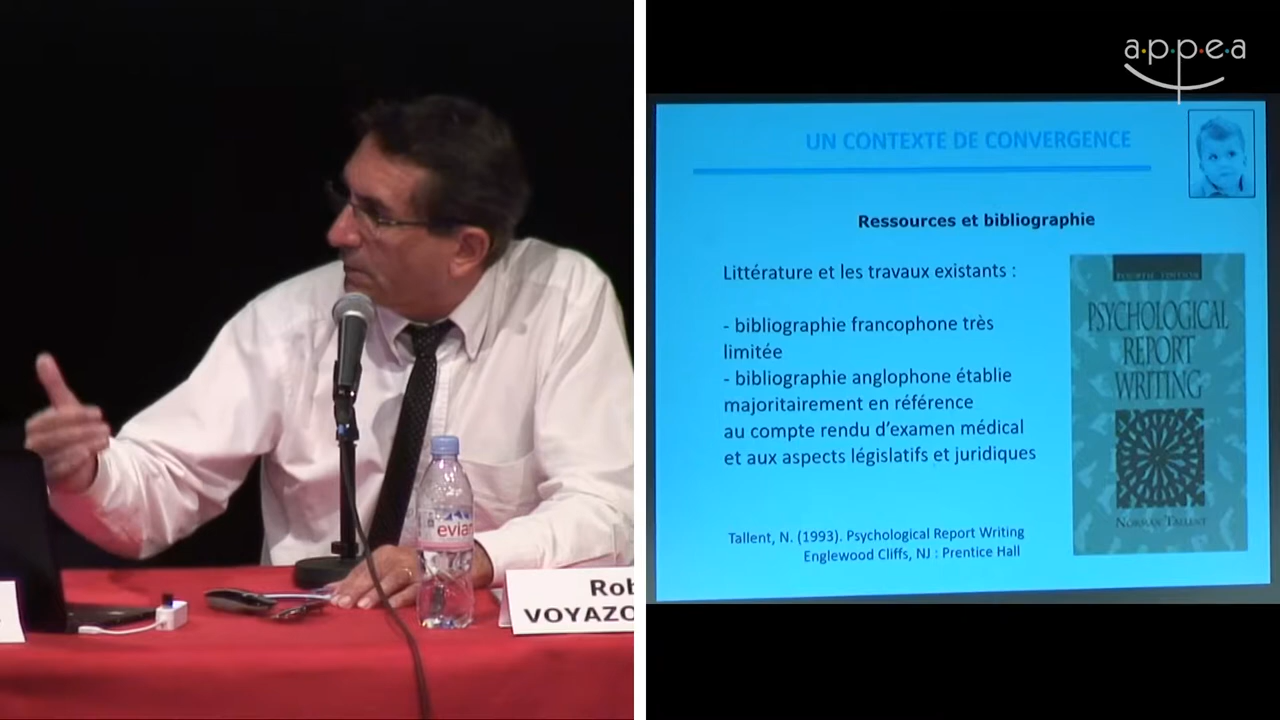 evian
Rob
VOYAZO
a.p.p.e.a
UN CONTEXTE DE CONVERGENCE
Ressources et bibliographie
Littérature et les travaux existants :
- bibliographie francophone très
limitée
- bibliographie anglophone établie
majoritairement en référence
au compte rendu d'examen médical
et aux aspects législatifs et juridiques
Tallent, N. (1993). Psychological Report Writing
Englewood Cliffs, NJ : Prentice Hall
FOURTH EDITION
PSYCHOLOGICAL
REPORT
WRITING
NORMAN TALLENT